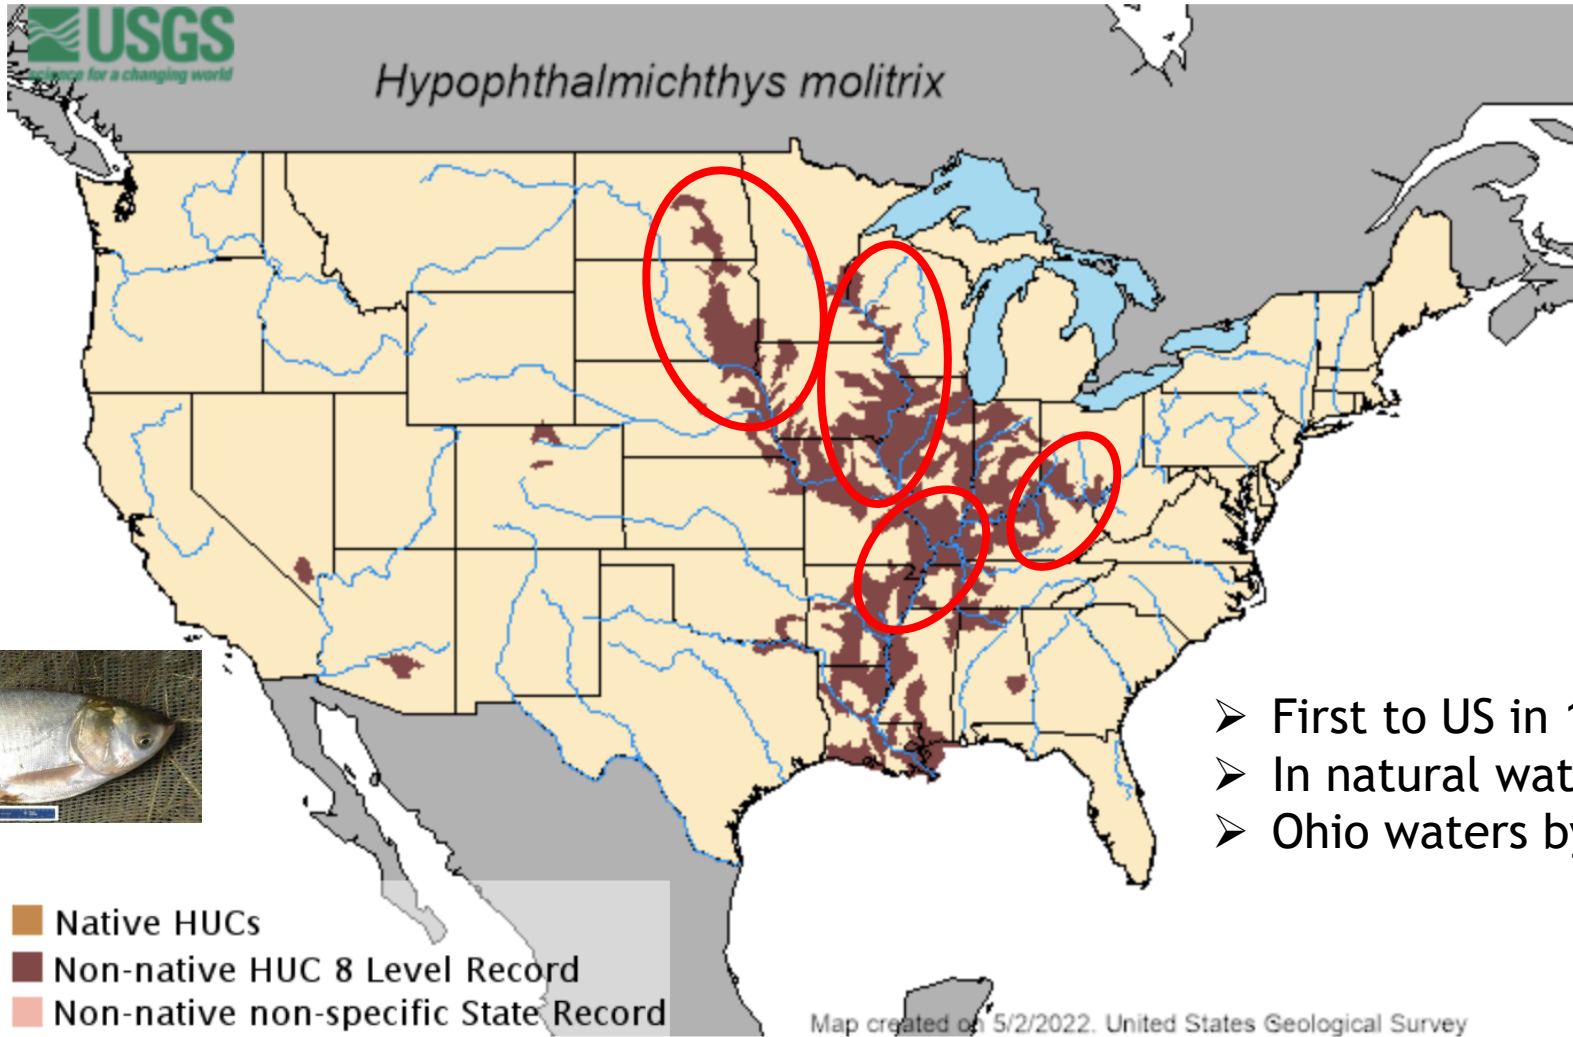 USGS
science for a changing world
Hypophthalmichthys molitrix
➢ First to US in
➢ In natural
➢ Ohio waters
Native HUCs
Non-native HUC 8 Level Record
Non-native non-specific State Record
Map created on 5/2/2022. United States Geological Survey